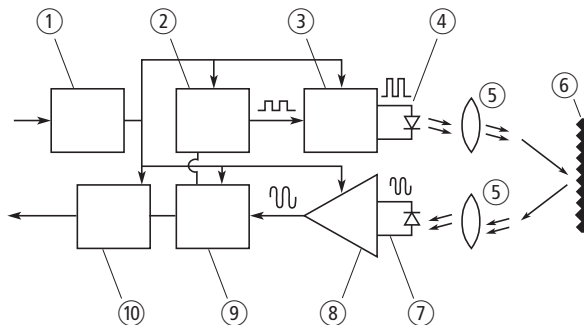 ① ② ③ ④
⑤ ⑥
⑤
⑩ ⑨ ⑧ ⑦